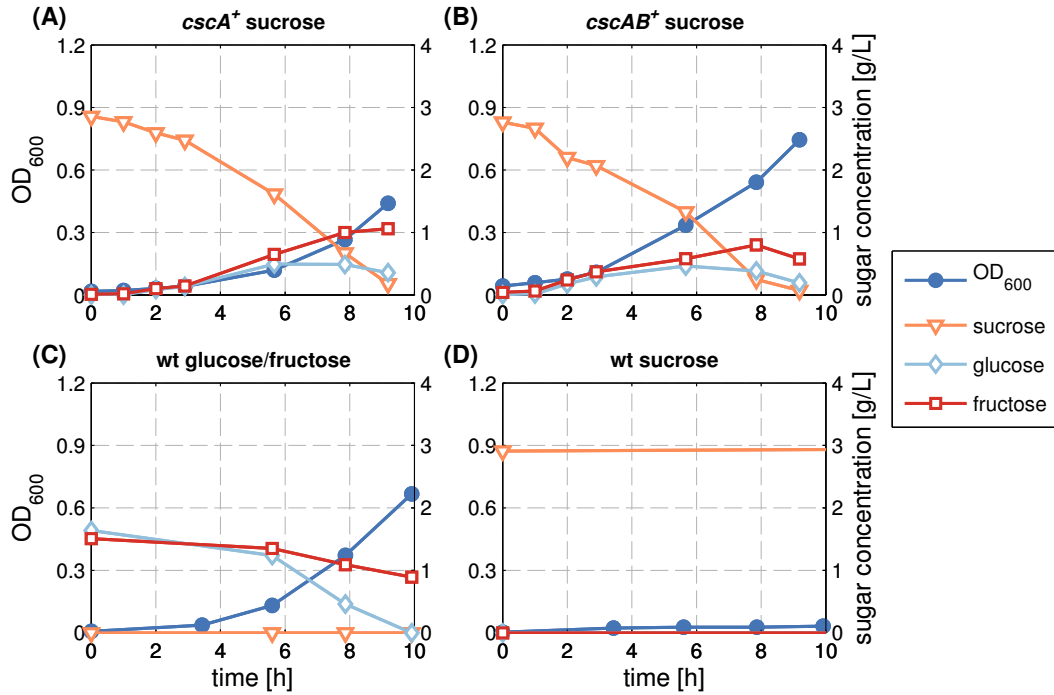 (A)
cscA+ sucrose
1.2
0.9
0.6
0.3
0
OD600
4
3
2
1
0
0 2 4 6 8 10
(B)
cscAB+ sucrose
1.2
0.9
0.6
0.3
0
4
3
2
1
0
sugar concentration [g/L]
0 2 4 6 8 10
(C)
wt glucose/fructose
1.2
0.9
0.6
0.3
0
OD600
4
3
2
1
0
0 2 4 6 8 10
time [h]
(D)
wt sucrose
1.2
0.9
0.6
0.3
0
4
3
2
1
0
sugar concentration [g/L]
0 2 4 6 8 10
time [h]
OD600
sucrose
glucose
fructose